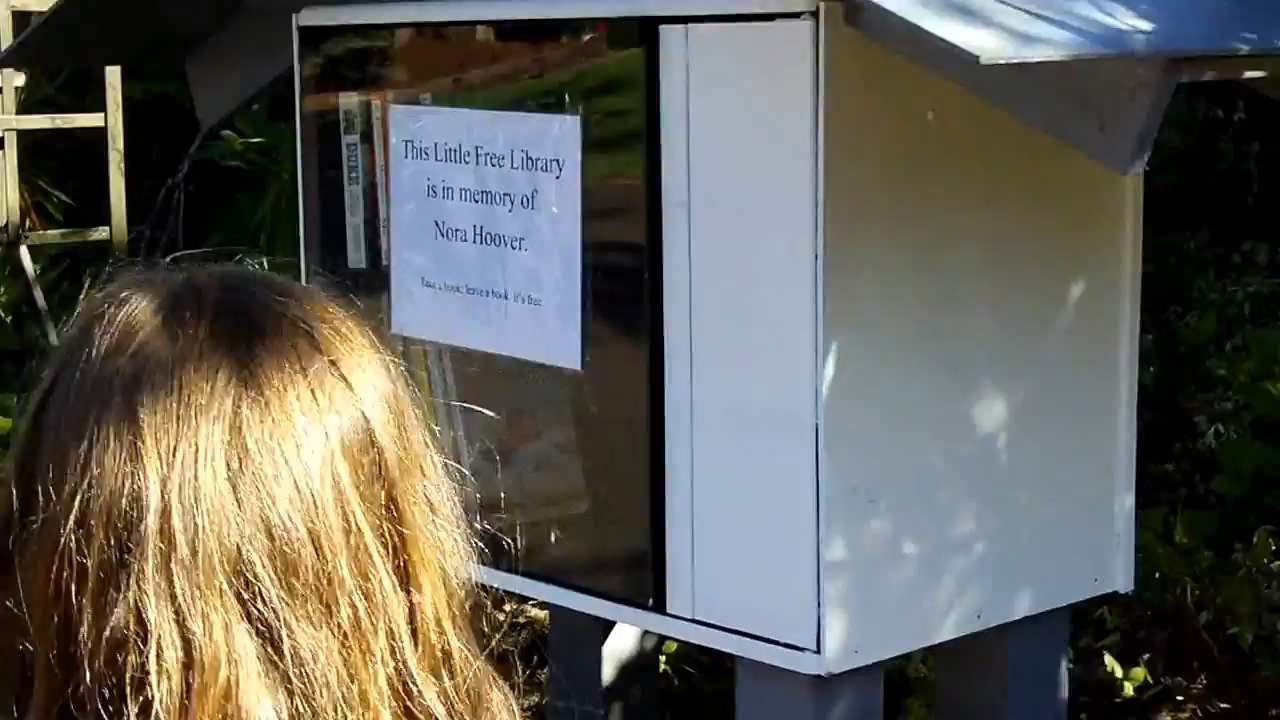 This Little Free Library
is in memory of
Nora Hoover.
Take a book; leave a book. It's free.